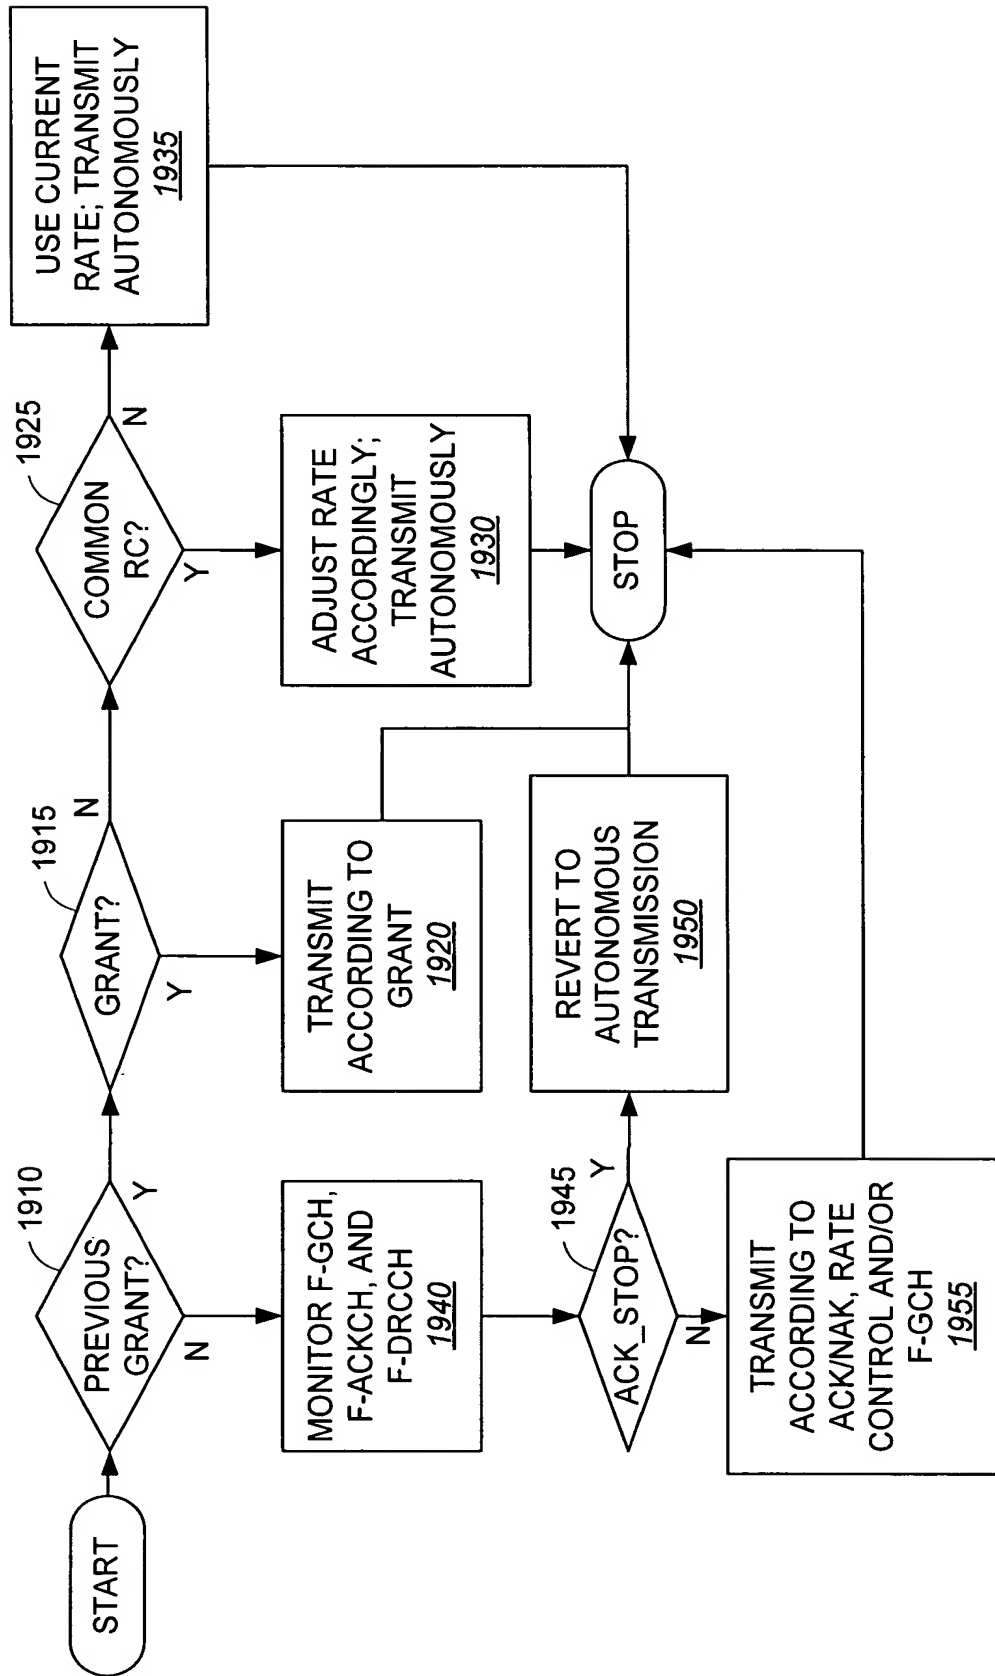 START
1910
PREVIOUS
GRANT?
Y
N
1915
GRANT?
N
Y
1925
COMMON
RC?
N
Y
USE CURRENT
RATE; TRANSMIT
AUTONOMOUSLY
1935
MONITOR F-GCH,
F-ACKCH, AND
F-DRCCH
1940
TRANSMIT
ACCORDING TO
GRANT
1920
ADJUST RATE
ACCORDINGLY;
TRANSMIT
AUTONOMOUSLY
1930
1945
ACK_STOP?
Y
N
REVERT TO
AUTONOMOUS
TRANSMISSION
1950
STOP
TRANSMIT
ACCORDING TO
ACK/NAK, RATE
CONTROL AND/OR
F-GCH
1955